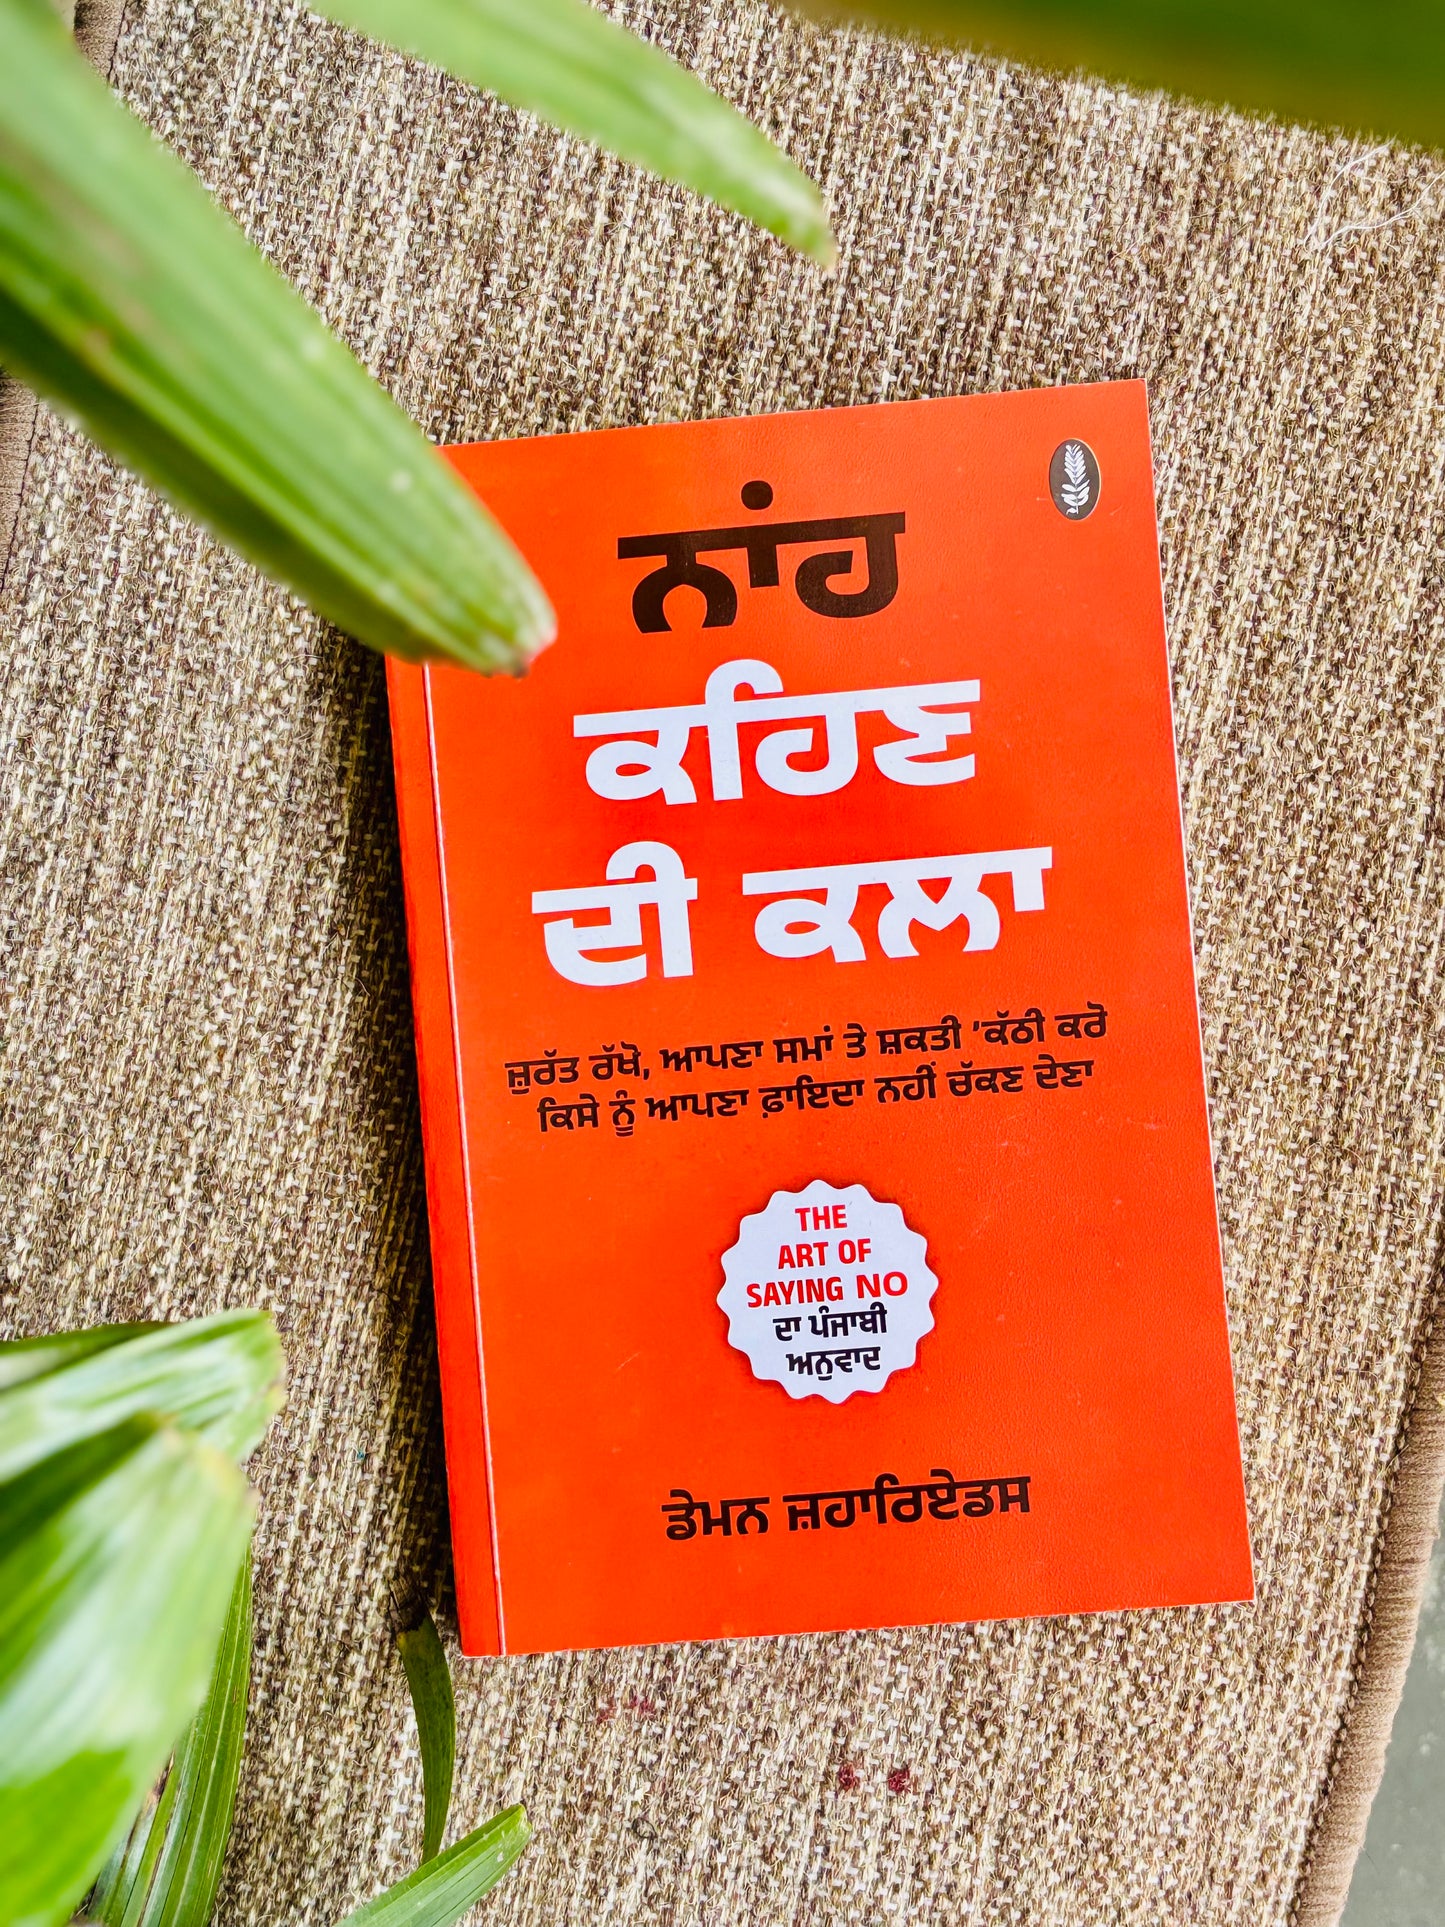 ਨਾਂਹ
ਕਹਿਣ
ਦੀ ਕਲਾ
ਜ਼ੁਰੱਤ ਰੱਖੋ, ਆਪਣਾ ਸਮਾਂ ਤੇ ਸ਼ਕਤੀ ’ਕੱਠੀ ਕਰੋ
ਕਿਸੇ ਨੂੰ ਆਪਣਾ ਫ਼ਾਇਦਾ ਨਹੀਂ ਚੱਕਣ ਦੇਣਾ
THE
ART OF
SAYING NO
ਦਾ ਪੰਜਾਬੀ
ਅਨੁਵਾਦ
ਡੇਮਨ ਜ਼ਹਾਰਿਏਡਸ